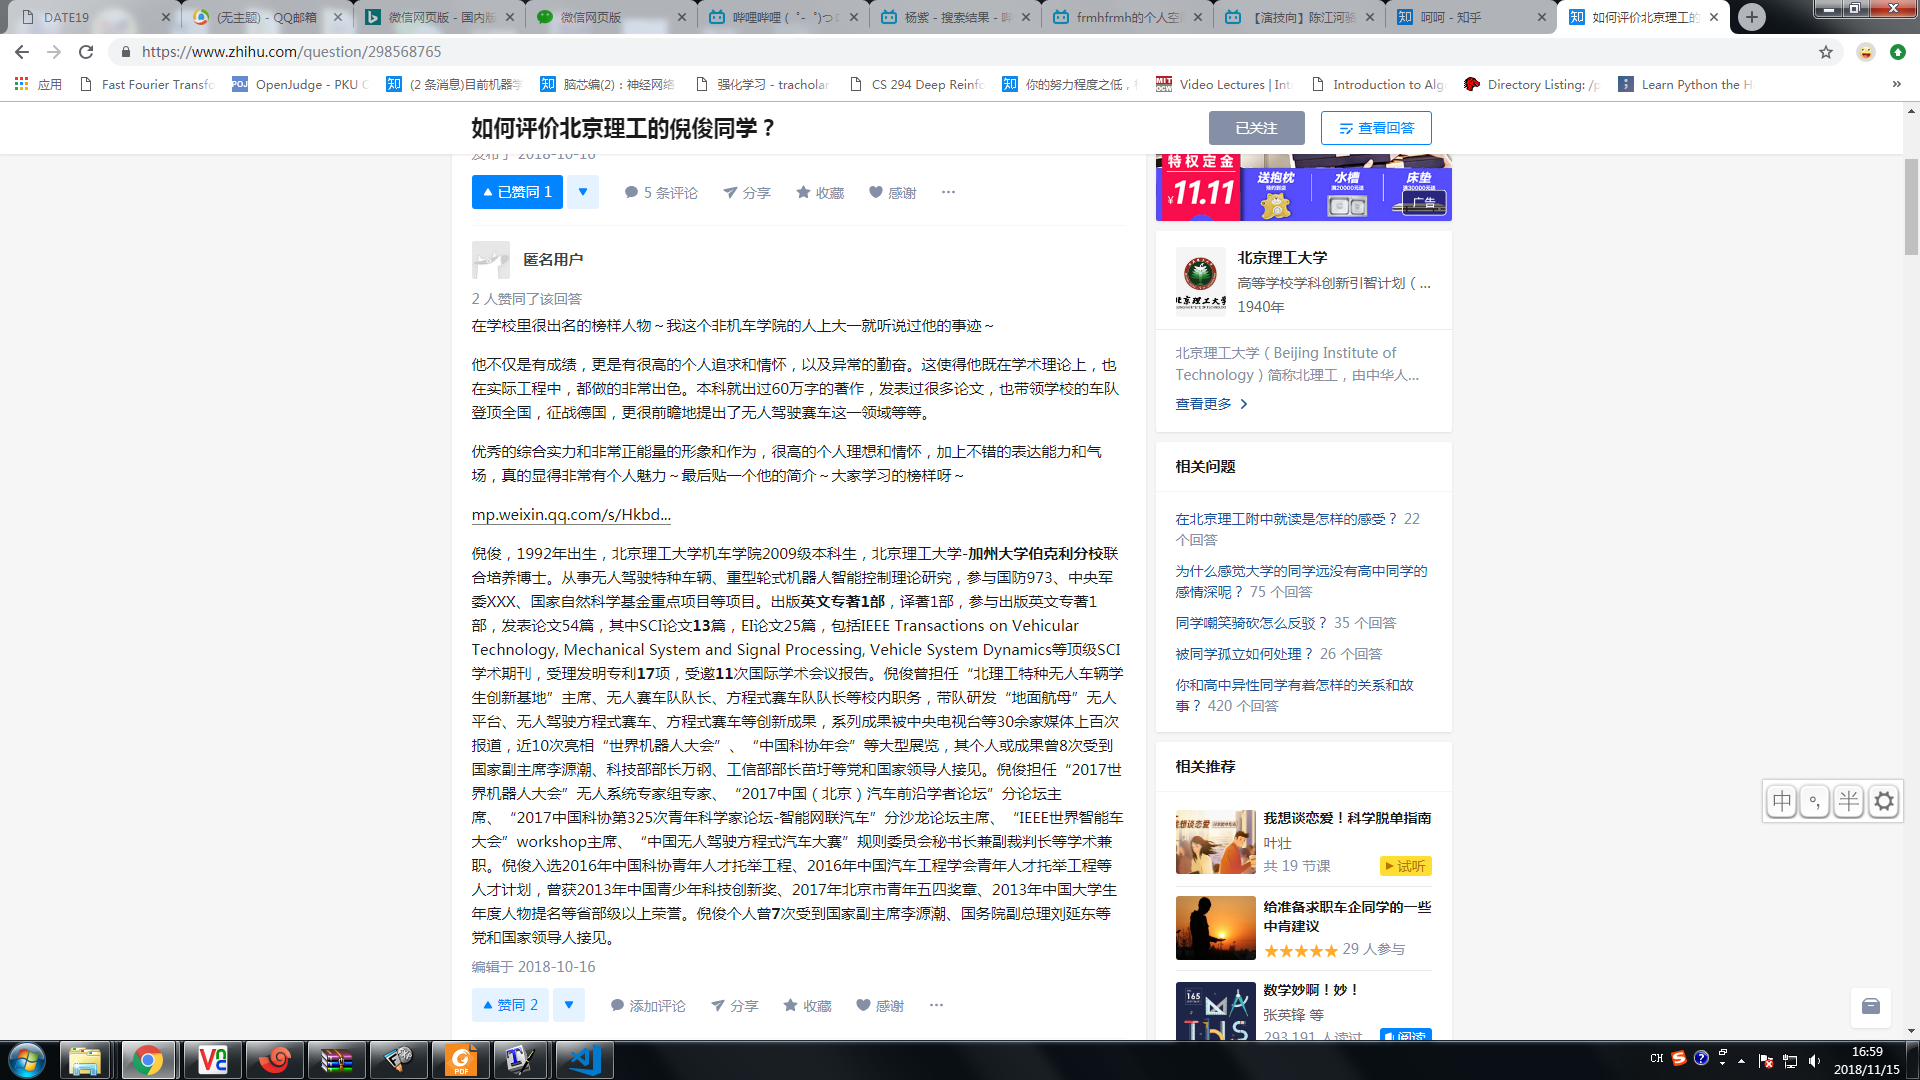 DATE19
(无主题) - QQ邮箱
微信网页版 - 国内版
微信网页版
哔哩哔哩 ( ゜- ゜)つ
杨紫 - 搜索结果 - 哔
frmhfrmh的个人空
【演技向】陈江河骆
呵呵 - 知乎
如何评价北京理工的
https://www.zhihu.com/question/298568765
应用
Fast Fourier Transfo
OpenJudge - PKU
(2 条消息)目前机器学
脑芯编(2)：神经网络
强化学习 - tracholar
CS 294 Deep Reinfo
你的努力程度之低，
Video Lectures | Int
Introduction to Alg
Directory Listing: /p
Learn Python the H
如何评价北京理工的倪俊同学？
已关注
查看回答
发布于 2018-10-16
已赞同 1
5 条评论
分享
收藏
感谢
匿名用户
2 人赞同了该回答
在学校里很出名的榜样人物～我这个非机车学院的人上大一就听说过他的事迹～
他不仅是有成绩，更是有很高的个人追求和情怀，以及异常的勤奋。这使得他既在学术理论上，也
在实际工程中，都做的非常出色。本科就出过60万字的著作，发表过很多论文，也带领学校的车队
登顶全国，征战德国，更很前瞻地提出了无人驾驶赛车这一领域等等。
优秀的综合实力和非常正能量的形象和作为，很高的个人理想和情怀，加上不错的表达能力和气
场，真的显得非常有个人魅力～最后贴一个他的简介～大家学习的榜样呀～
mp.weixin.qq.com/s/Hkbd...
倪俊，1992年出生，北京理工大学机车学院2009级本科生，北京理工大学-加州大学伯克利分校联
合培养博士。从事无人驾驶特种车辆、重型轮式机器人智能控制理论研究，参与国防973、中央军
委XXX、国家自然科学基金重点项目等项目。出版英文专著1部，译著1部，参与出版英文专著1
部，发表论文54篇，其中SCI论文13篇，EI论文25篇，包括IEEE Transactions on Vehicular
Technology, Mechanical System and Signal Processing, Vehicle System Dynamics等顶级SCI
学术期刊，受理发明专利17项，受邀11次国际学术会议报告。倪俊曾担任“北理工特种无人车辆学
生创新基地”主席、无人赛车队队长、方程式赛车队队长等校内职务，带队研发“地面航母”无人
平台、无人驾驶方程式赛车、方程式赛车等创新成果，系列成果被中央电视台等30余家媒体上百次
报道，近10次亮相“世界机器人大会”、“中国科协年会”等大型展览，其个人或成果曾8次受到
国家副主席李源潮、科技部部长万钢、工信部部长苗圩等党和国家领导人接见。倪俊担任“2017世
界机器人大会”无人系统专家组专家、“2017中国（北京）汽车前沿学者论坛”分论坛主
席、“2017中国科协第325次青年科学家论坛-智能网联汽车”分沙龙论坛主席、“IEEE世界智能车
大会”workshop主席、“中国无人驾驶方程式汽车大赛”规则委员会秘书长兼副裁判长等学术兼
职。倪俊入选2016年中国科协青年人才托举工程、2016年中国汽车工程学会青年人才托举工程等
人才计划，曾获2013年中国青少年科技创新奖、2017年北京市青年五四奖章、2013年中国大学生
年度人物提名等省部级以上荣誉。倪俊个人曾7次受到国家副主席李源潮、国务院副总理刘延东等
党和国家领导人接见。
编辑于 2018-10-16
赞同 2
添加评论
分享
收藏
感谢
特权定金
¥11.11
送抱枕
水槽
床垫
满20000元送
满30000元送
广告
北京理工大学
高等学校学科创新引智计划（...
1940年
北京理工大学（Beijing Institute of
Technology）简称北理工，由中华人...
查看更多
相关问题
在北京理工附中就读是怎样的感受？ 22
个回答
为什么感觉大学的同学远没有高中同学的
感情深呢？ 75 个回答
同学嘲笑骑砍怎么反驳？ 35 个回答
被同学孤立如何处理？ 26 个回答
你和高中异性同学有着怎样的关系和故
事？ 420 个回答
相关推荐
我想谈恋爱！科学脱单指南
叶壮
共 19 节课
试听
给准备求职车企同学的一些
中肯建议
29 人参与
数学妙啊！妙！
张英锋 等
293,191 人读过
阅读
中
半
CH
16:59
2018/11/15